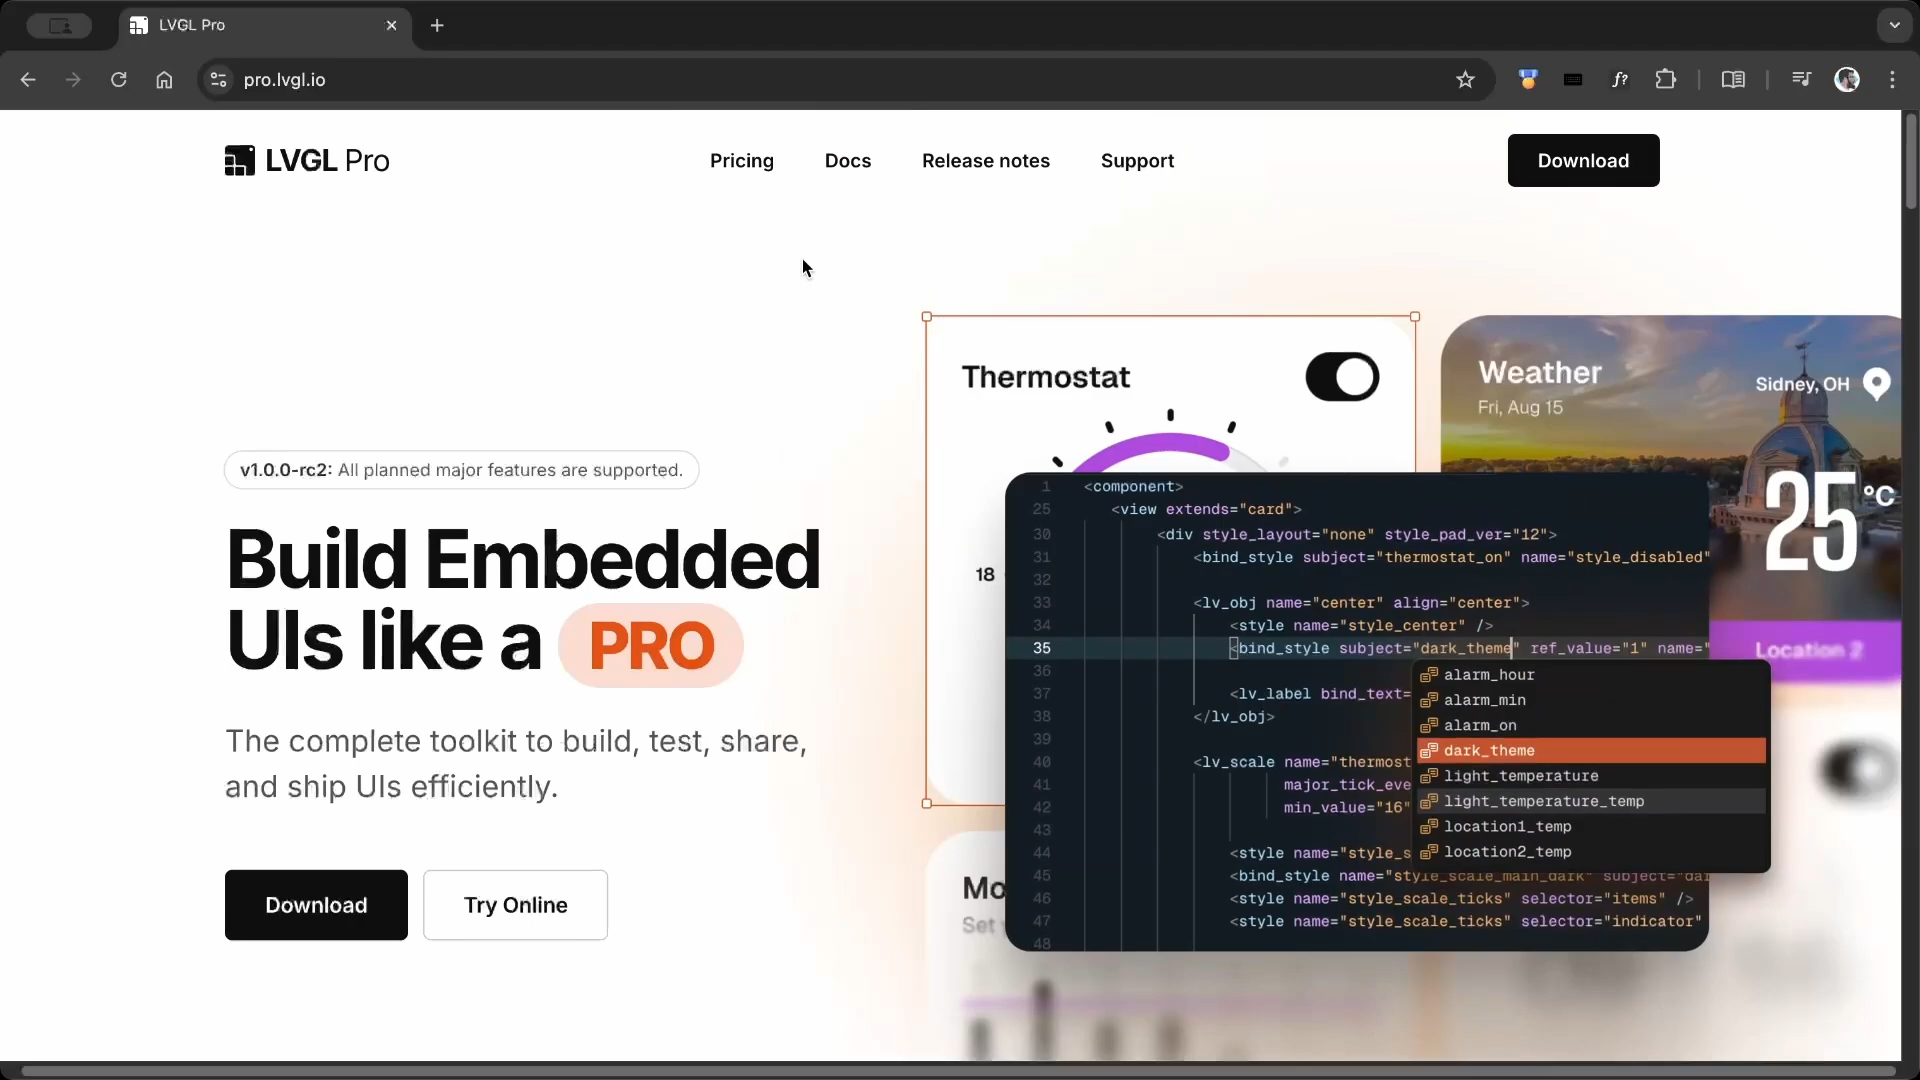 LVGL Pro
pro.lvgl.io
LVGL Pro
Pricing
Docs
Release notes
Support
Download
v1.0.0-rc2: All planned major features are supported.
Build Embedded
UIs like a PRO
The complete toolkit to build, test, share,
and ship UIs efficiently.
Download
Try Online
Thermostat
18
Weather
Fri, Aug 15
Sidney, OH
25 °C
Location 2
1 <component>
25 <view extends="card">
30 <div style_layout="none" style_pad_ver="12">
31 <bind_style subject="thermostat_on" name="style_disabled"
32
33 <lv_obj name="center" align="center">
34 <style name="style_center" />
35 <bind_style subject="dark_theme" ref_value="1" name="
36
37 <lv_label bind_text=
38 </lv_obj>
39
40 <lv_scale name="thermost
41 major_tick_eve
42 min_value="16"
43
44 <style name="style_s
45 <bind_style name="style_scale_main_dark" subject="dar
46 <style name="style_scale_ticks" selector="items" />
47 <style name="style_scale_ticks" selector="indicator"
48
alarm_hour
alarm_min
alarm_on
dark_theme
light_temperature
light_temperature_temp
location1_temp
location2_temp
Mo
Set